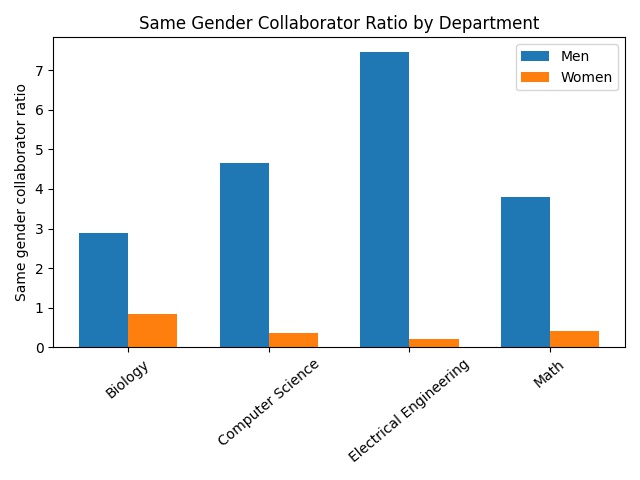 Same Gender Collaborator Ratio by Department
Men
Women
Same gender collaborator ratio
7
6
5
4
3
2
1
0
Biology
Computer Science
Electrical Engineering
Math